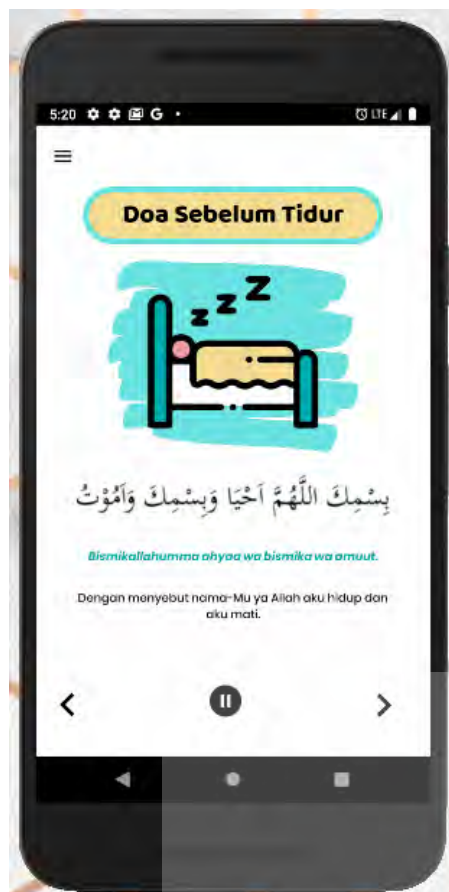 5:20 G LTE
Doa Sebelum Tidur
z z Z
بِسْمِكَ اللَّهُمَّ اَحْيَا وَبِسْمِكَ وَاَمُوْتُ
Bismikallahumma ahyaa wa bismika wa amuut.
Dengan menyebut nama-Mu ya Allah aku hidup dan
aku mati.